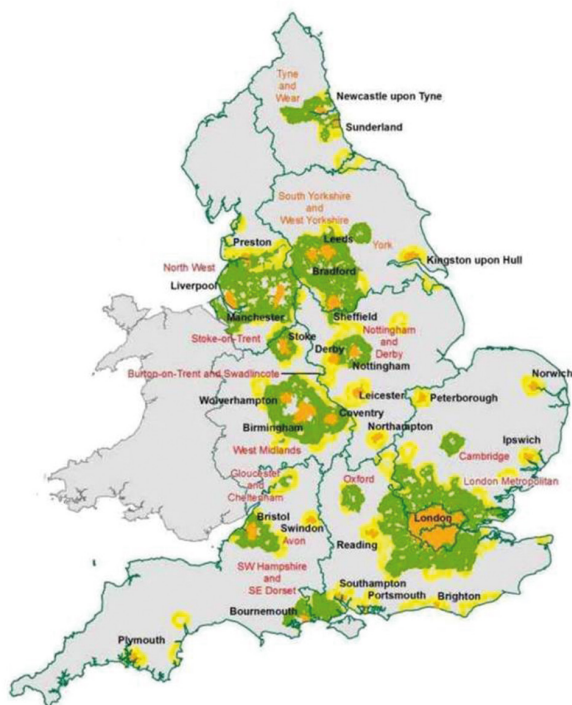 Tyne
and
Wear
Newcastle upon Tyne
Sunderland
South Yorkshire
and
West Yorkshire
Leeds
York
Preston
Bradford
Kingston upon Hull
North West
Liverpool
Manchester
Sheffield
Stoke-on-Trent
Stoke
Derby
Nottingham
and
Derby
Nottingham
Burton-on-Trent and Swadlincote
Norwich
Wolverhampton
Leicester
Peterborough
Coventry
Birmingham
Northampton
Ipswich
West Midlands
Cambridge
Gloucester
and
Cheltenham
Oxford
London Metropolitan
Bristol
Swindon
London
Avon
Reading
SW Hampshire
and
SE Dorset
Southampton
Portsmouth
Brighton
Bournemouth
Plymouth